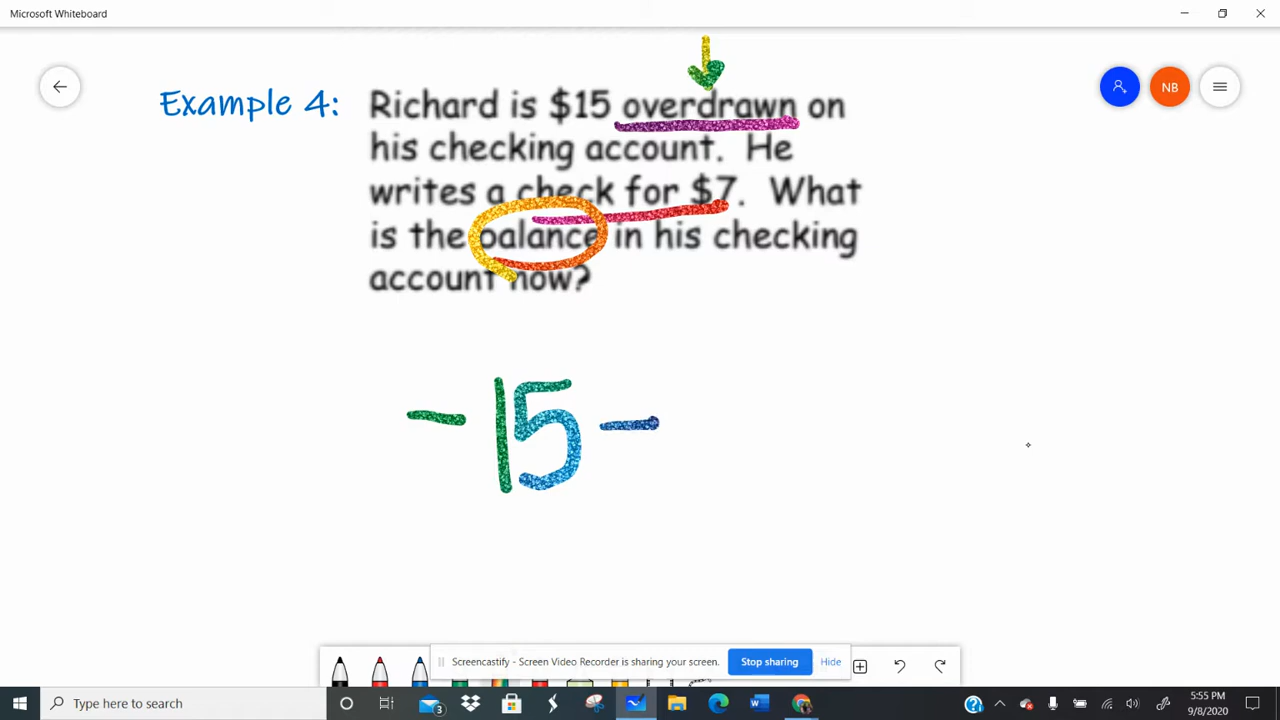 Microsoft Whiteboard
NB
Example 4: Richard is $15 overdrawn on
his checking account. He
writes a check for $7. What
is the balance in his checking
account now?
-15-
Screencastify - Screen Video Recorder is sharing your screen.
Stop sharing
Hide
Type here to search
3
5:55 PM
9/8/2020